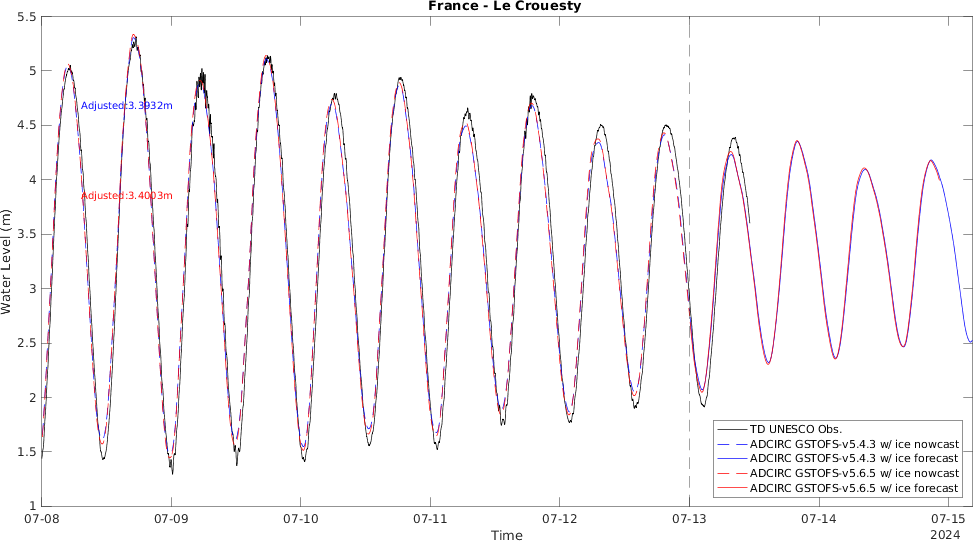 France - Le Crouesty
5.5
5
4.5
4
3.5
3
2.5
2
1.5
1
Water Level (m)
Adjusted:3.3932m
Adjusted:3.4003m
TD UNESCO Obs.
ADCIRC GSTOFS-v5.4.3 w/ ice nowcast
ADCIRC GSTOFS-v5.4.3 w/ ice forecast
ADCIRC GSTOFS-v5.6.5 w/ ice nowcast
ADCIRC GSTOFS-v5.6.5 w/ ice forecast
07-08
07-09
07-10
07-11
07-12
07-13
07-14
07-15
Time
2024